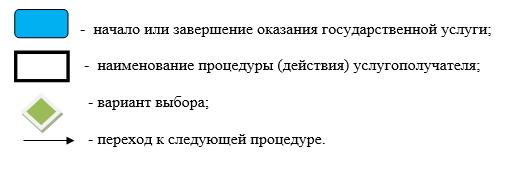 - начало или завершение оказания государственной услуги;
- наименование процедуры (действия) услугополучателя;
- вариант выбора;
- переход к следующей процедуре.